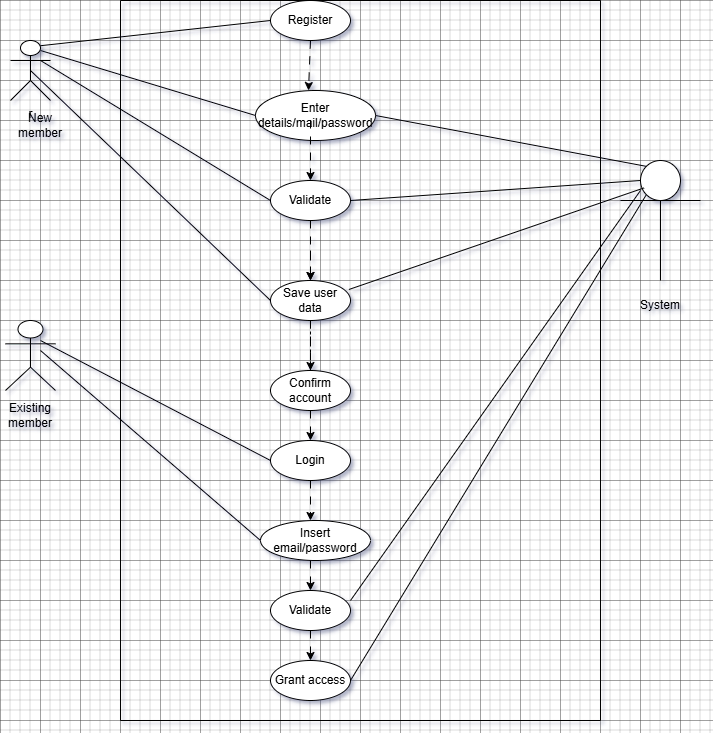 Register
Enter
details/mail/password
New
member
Validate
System
Save user
data
Confirm
account
Existing
member
Login
Insert
email/password
Validate
Grant access